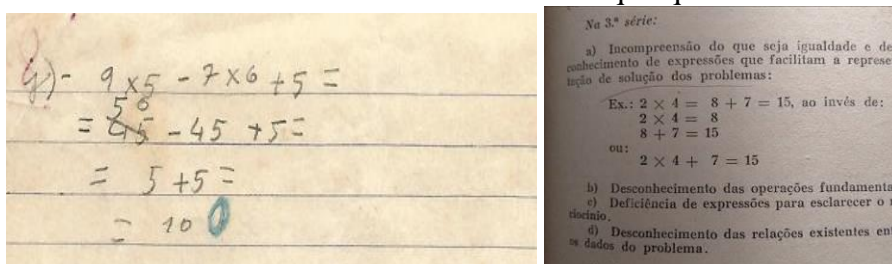 g)- 9 x 5 - 7 x 6 + 5 =
50
= 45 - 45 + 5 =
= 5 + 5 =
= 10
Na 3.ª série:
a) Incompreensão do que seja igualdade e de
conhecimento de expressões que facilitam a represe
tação de solução dos problemas:
Ex.: 2 × 4 = 8 + 7 = 15, ao invés de:
2 × 4 = 8
8 + 7 = 15
ou:
2 × 4 + 7 = 15
b) Desconhecimento das operações fundamenta
c) Deficiência de expressões para esclarecer o
ciocínio.
d) Desconhecimento das relações existentes en
os dados do problema.